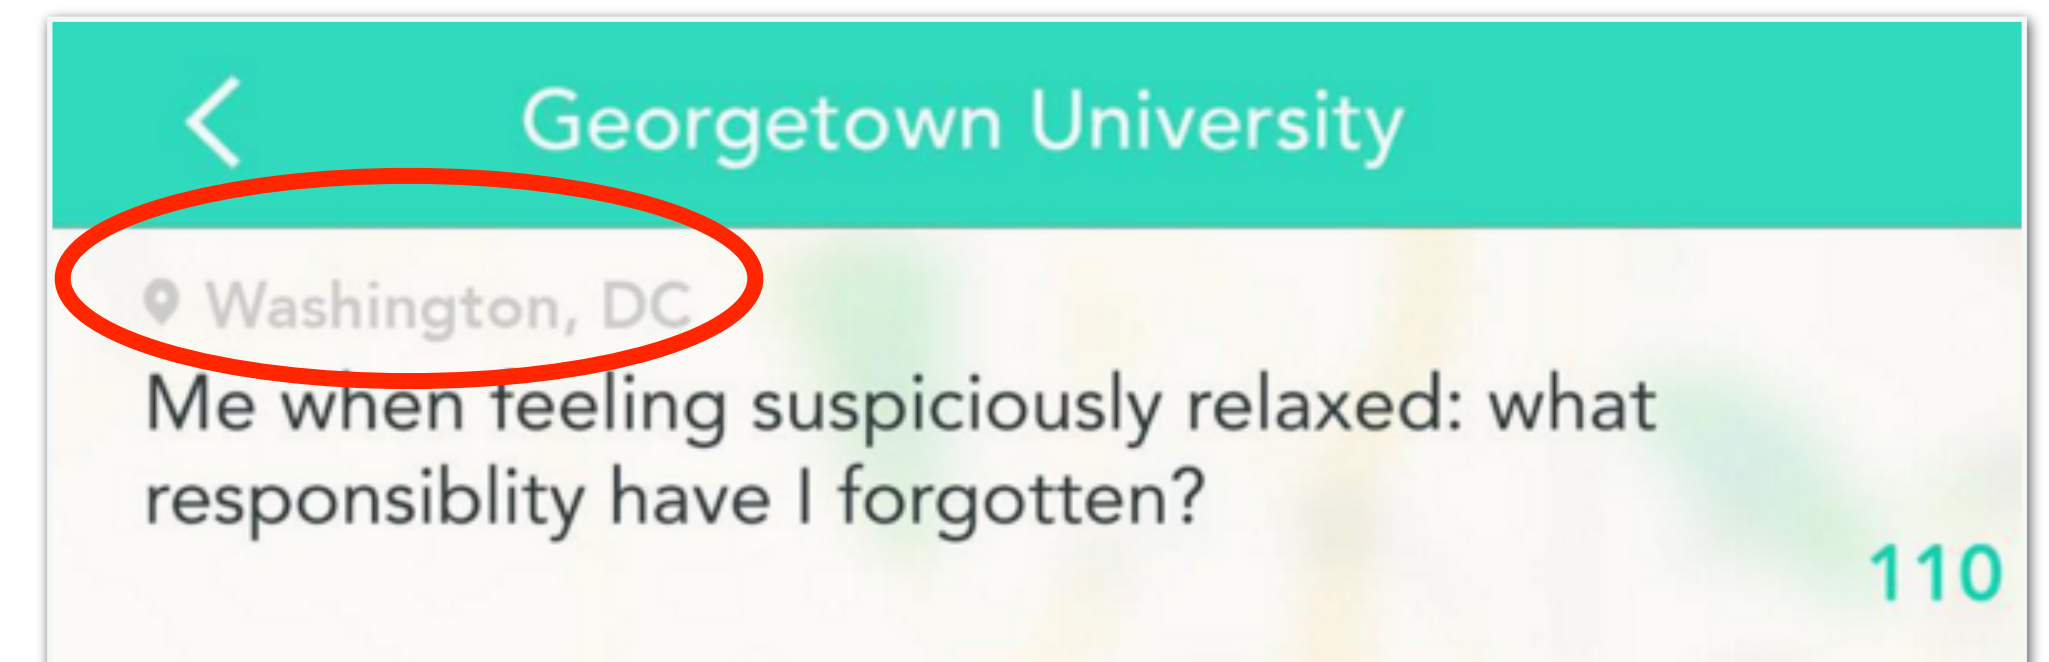 Georgetown University
Washington, DC
Me when feeling suspiciously relaxed: what
responsiblity have I forgotten?
110